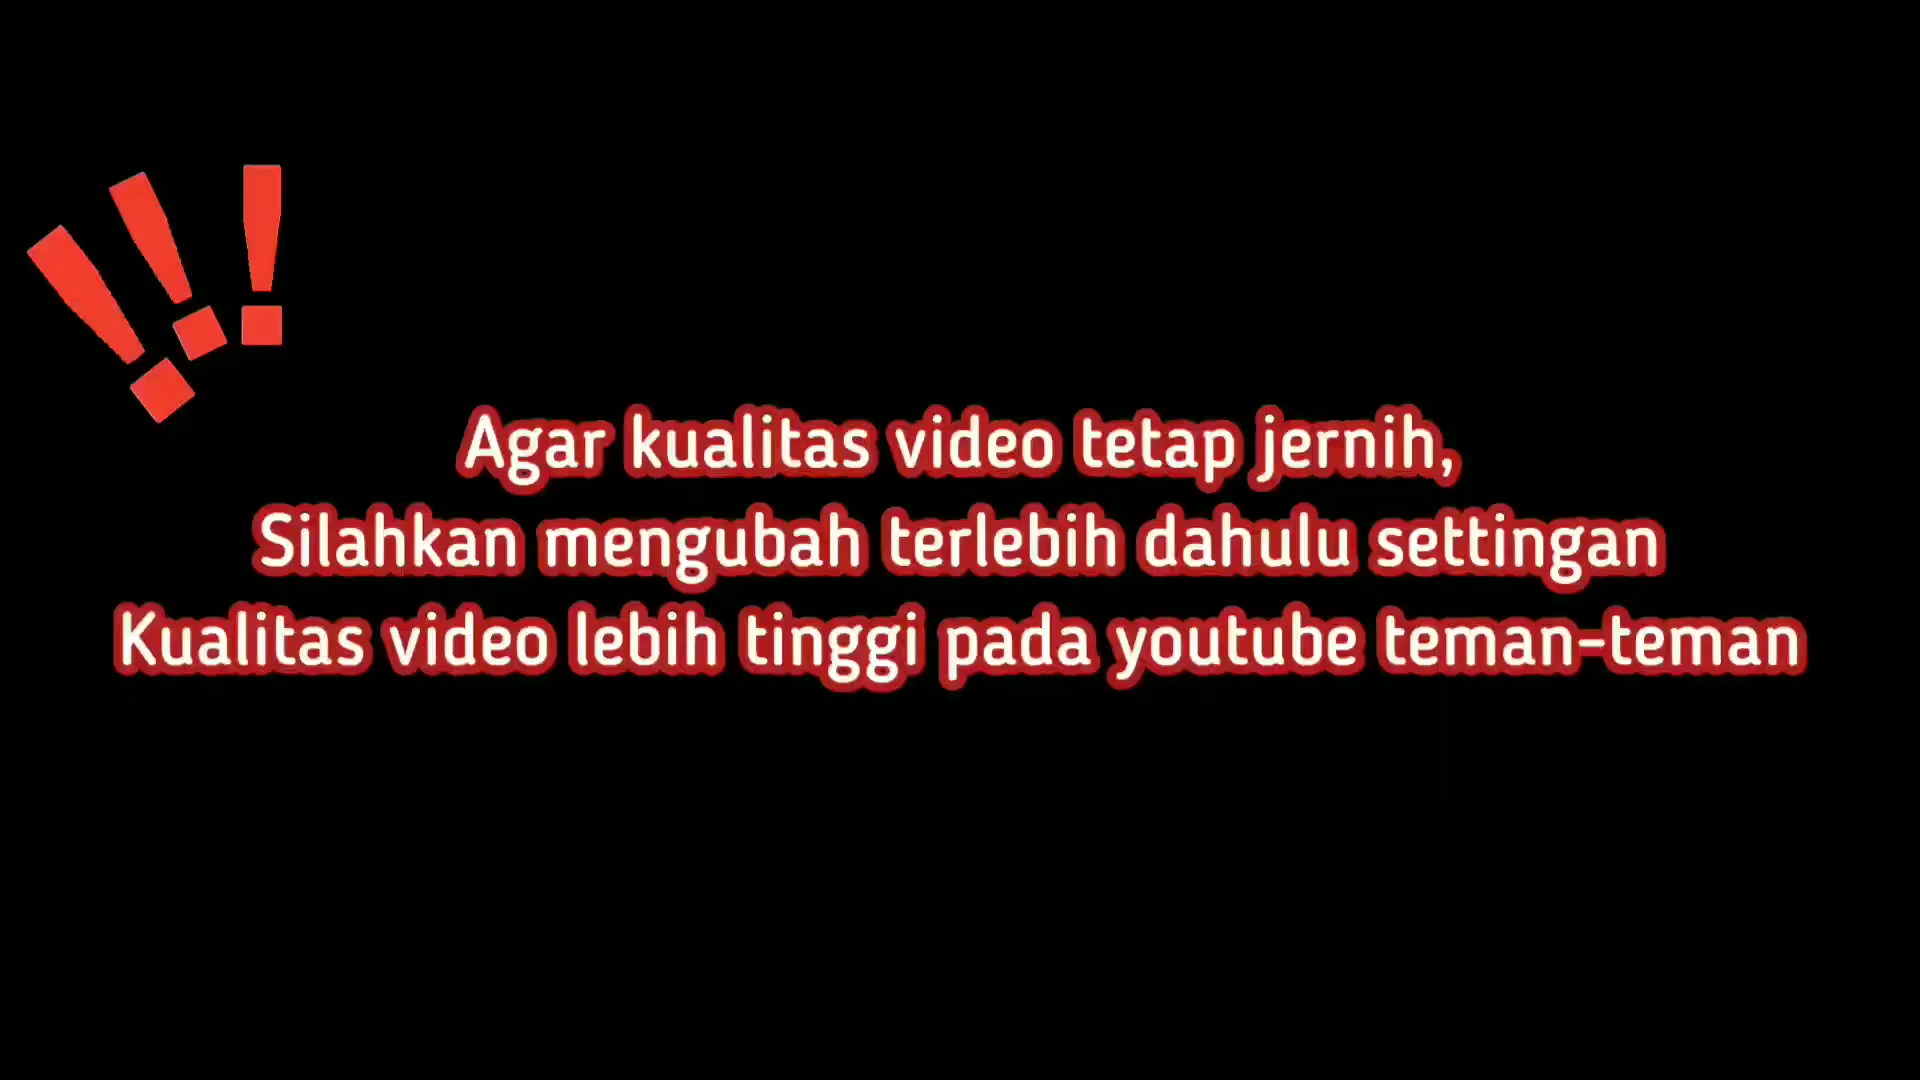 !!!
Agar kualitas video tetap jernih,
Silahkan mengubah terlebih dahulu settingan
Kualitas video lebih tinggi pada youtube teman-teman